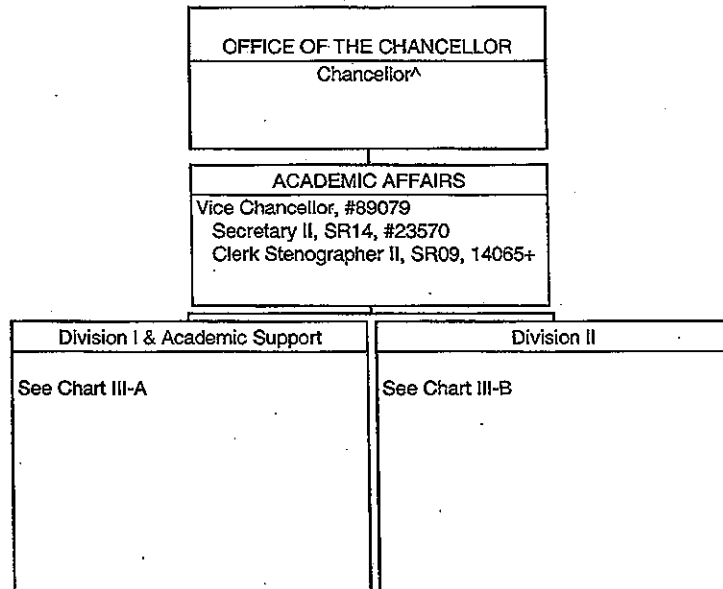 OFFICE OF THE CHANCELLOR
Chancellor^
ACADEMIC AFFAIRS
Vice Chancellor, #89079
Secretary II, SR14, #23570
Clerk Stenographer II, SR09, 14065+
Division I & Academic Support
See Chart III-A
Division II
See Chart III-B